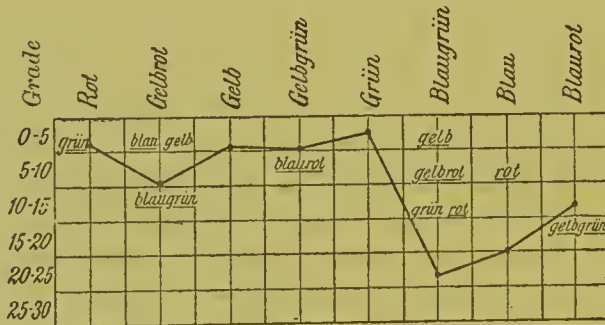 Grade Rot Gelbrot Gelb Gelbgrün Grün Blaugrün Blau Blaurot
0-5 grün blau gelb gelb
blaurot
5-10 gelbrot rot
blaugrün
10-15 grün rot
gelbgrün
15-20
20-25
25-30